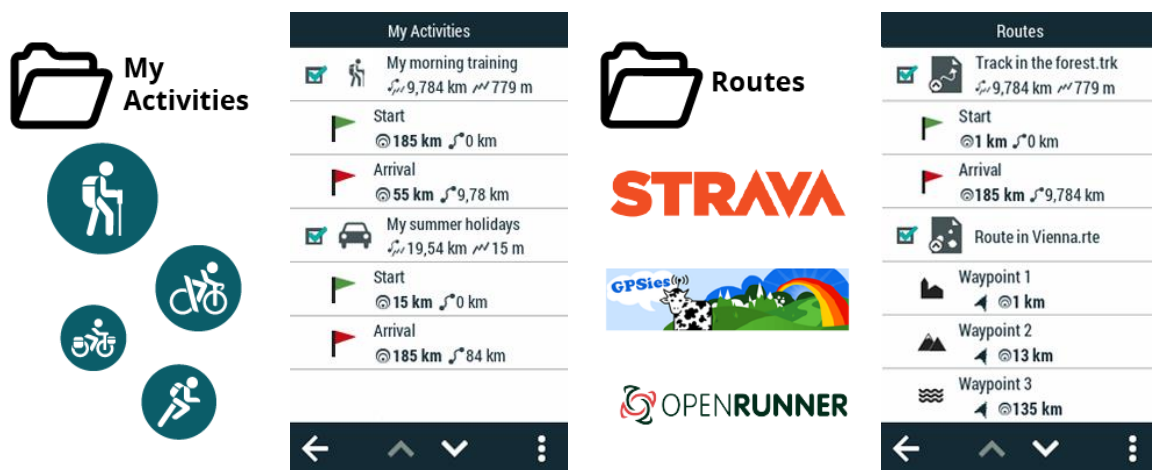 My
Activities
My Activities
My morning training
9,784 km 779 m
Start
185 km 0 km
Arrival
55 km 9,78 km
My summer holidays
19,54 km 15 m
Start
15 km 0 km
Arrival
185 km 84 km
Routes
STRAVA
GPSies
OPENRUNNER
Routes
Track in the forest.trk
9,784 km 779 m
Start
1 km 0 km
Arrival
185 km 9,784 km
Route in Vienna.rte
Waypoint 1
1 km
Waypoint 2
13 km
Waypoint 3
135 km